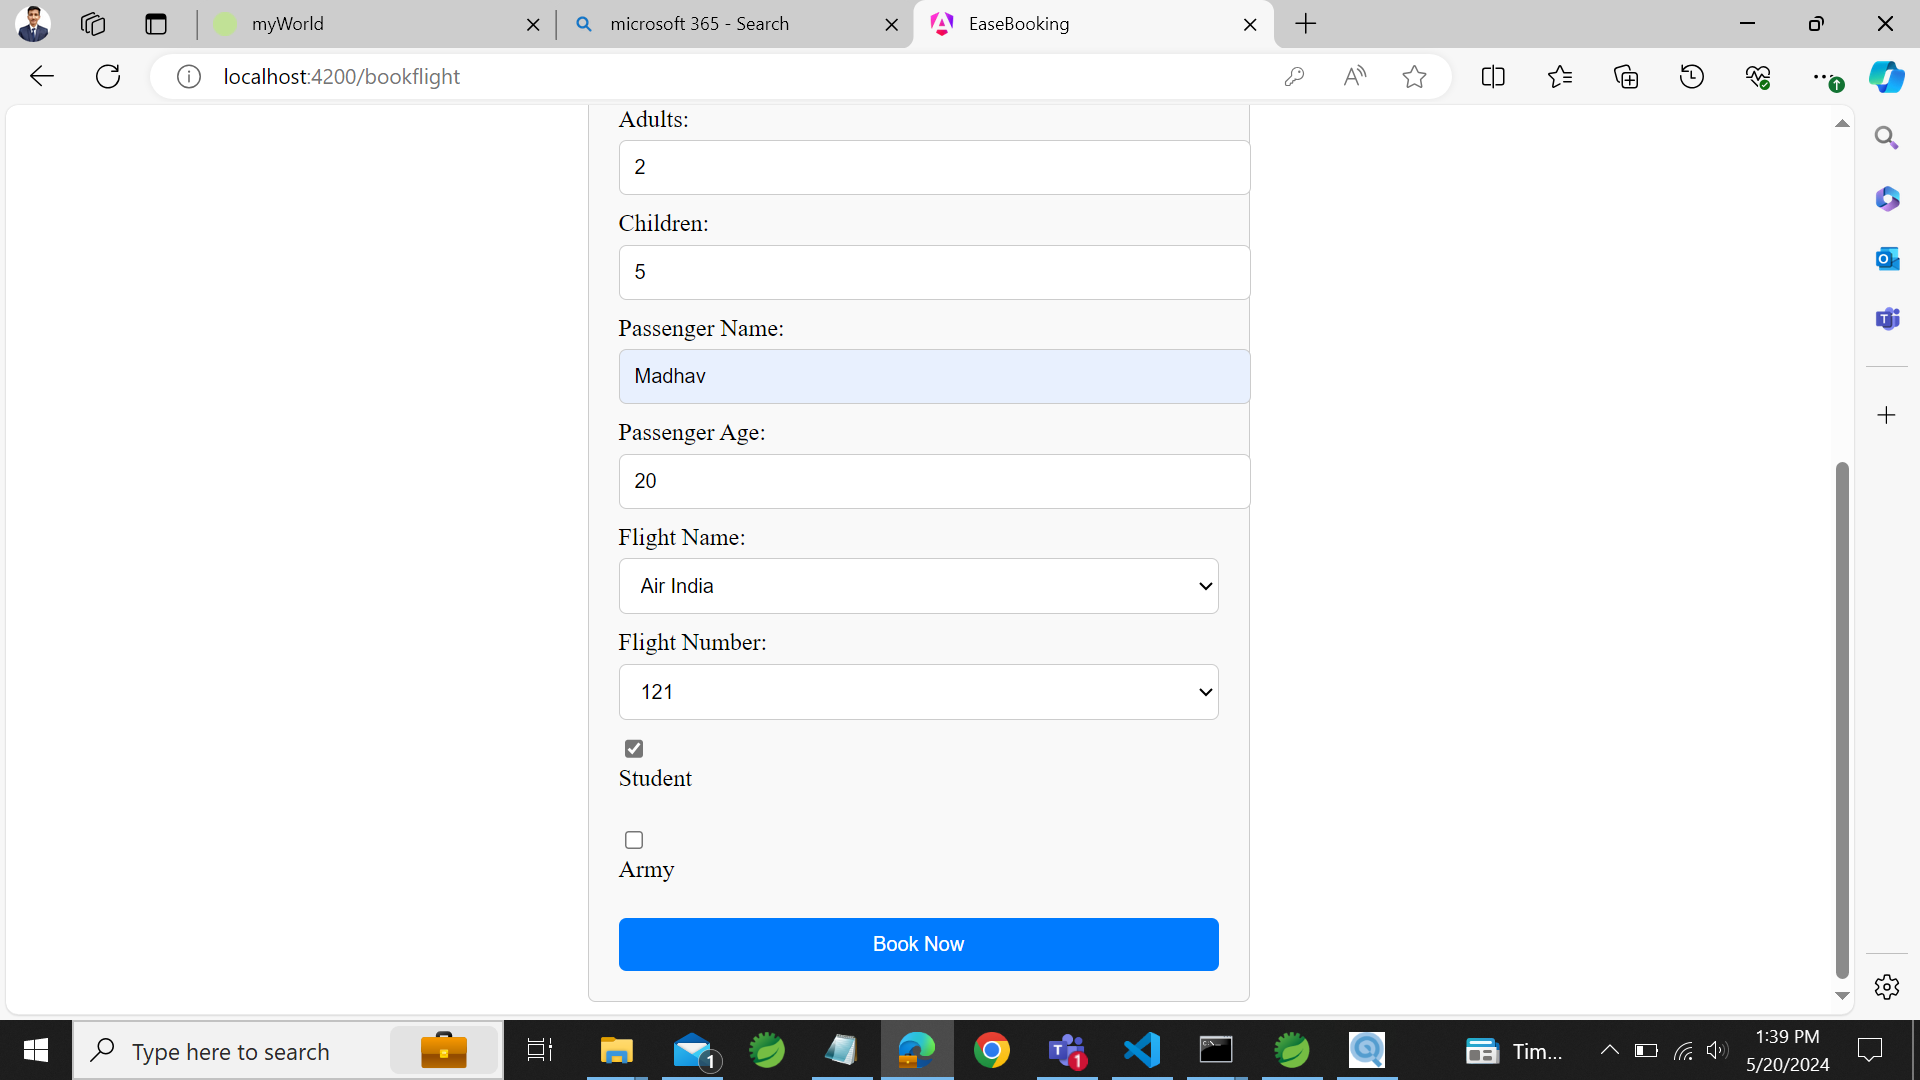 myWorld
microsoft 365 - Search
EaseBooking
localhost:4200/bookflight
Adults:
2
Children:
5
Passenger Name:
Madhav
Passenger Age:
20
Flight Name:
Air India
Flight Number:
121
Student
Army
Book Now
Type here to search
1
1
Tim...
1:39 PM
5/20/2024